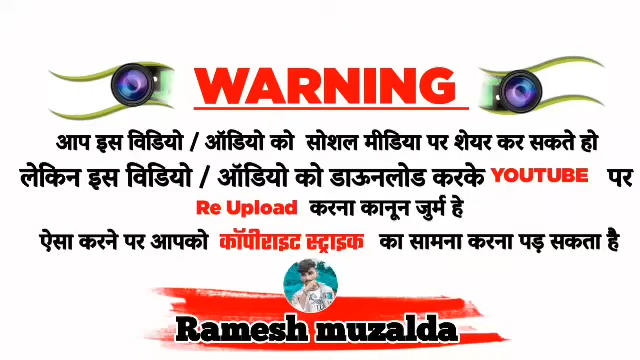 WARNING
आप इस विडियो / ऑडियो को सोशल मीडिया पर शेयर कर सकते हो
लेकिन इस विडियो / ऑडियो को डाऊनलोड करके YOUTUBE पर
Re Upload करना कानून जुर्म हे
ऐसा करने पर आपको कॉपीराइट स्ट्राइक का सामना करना पड़ सकता है
Ramesh muzalda